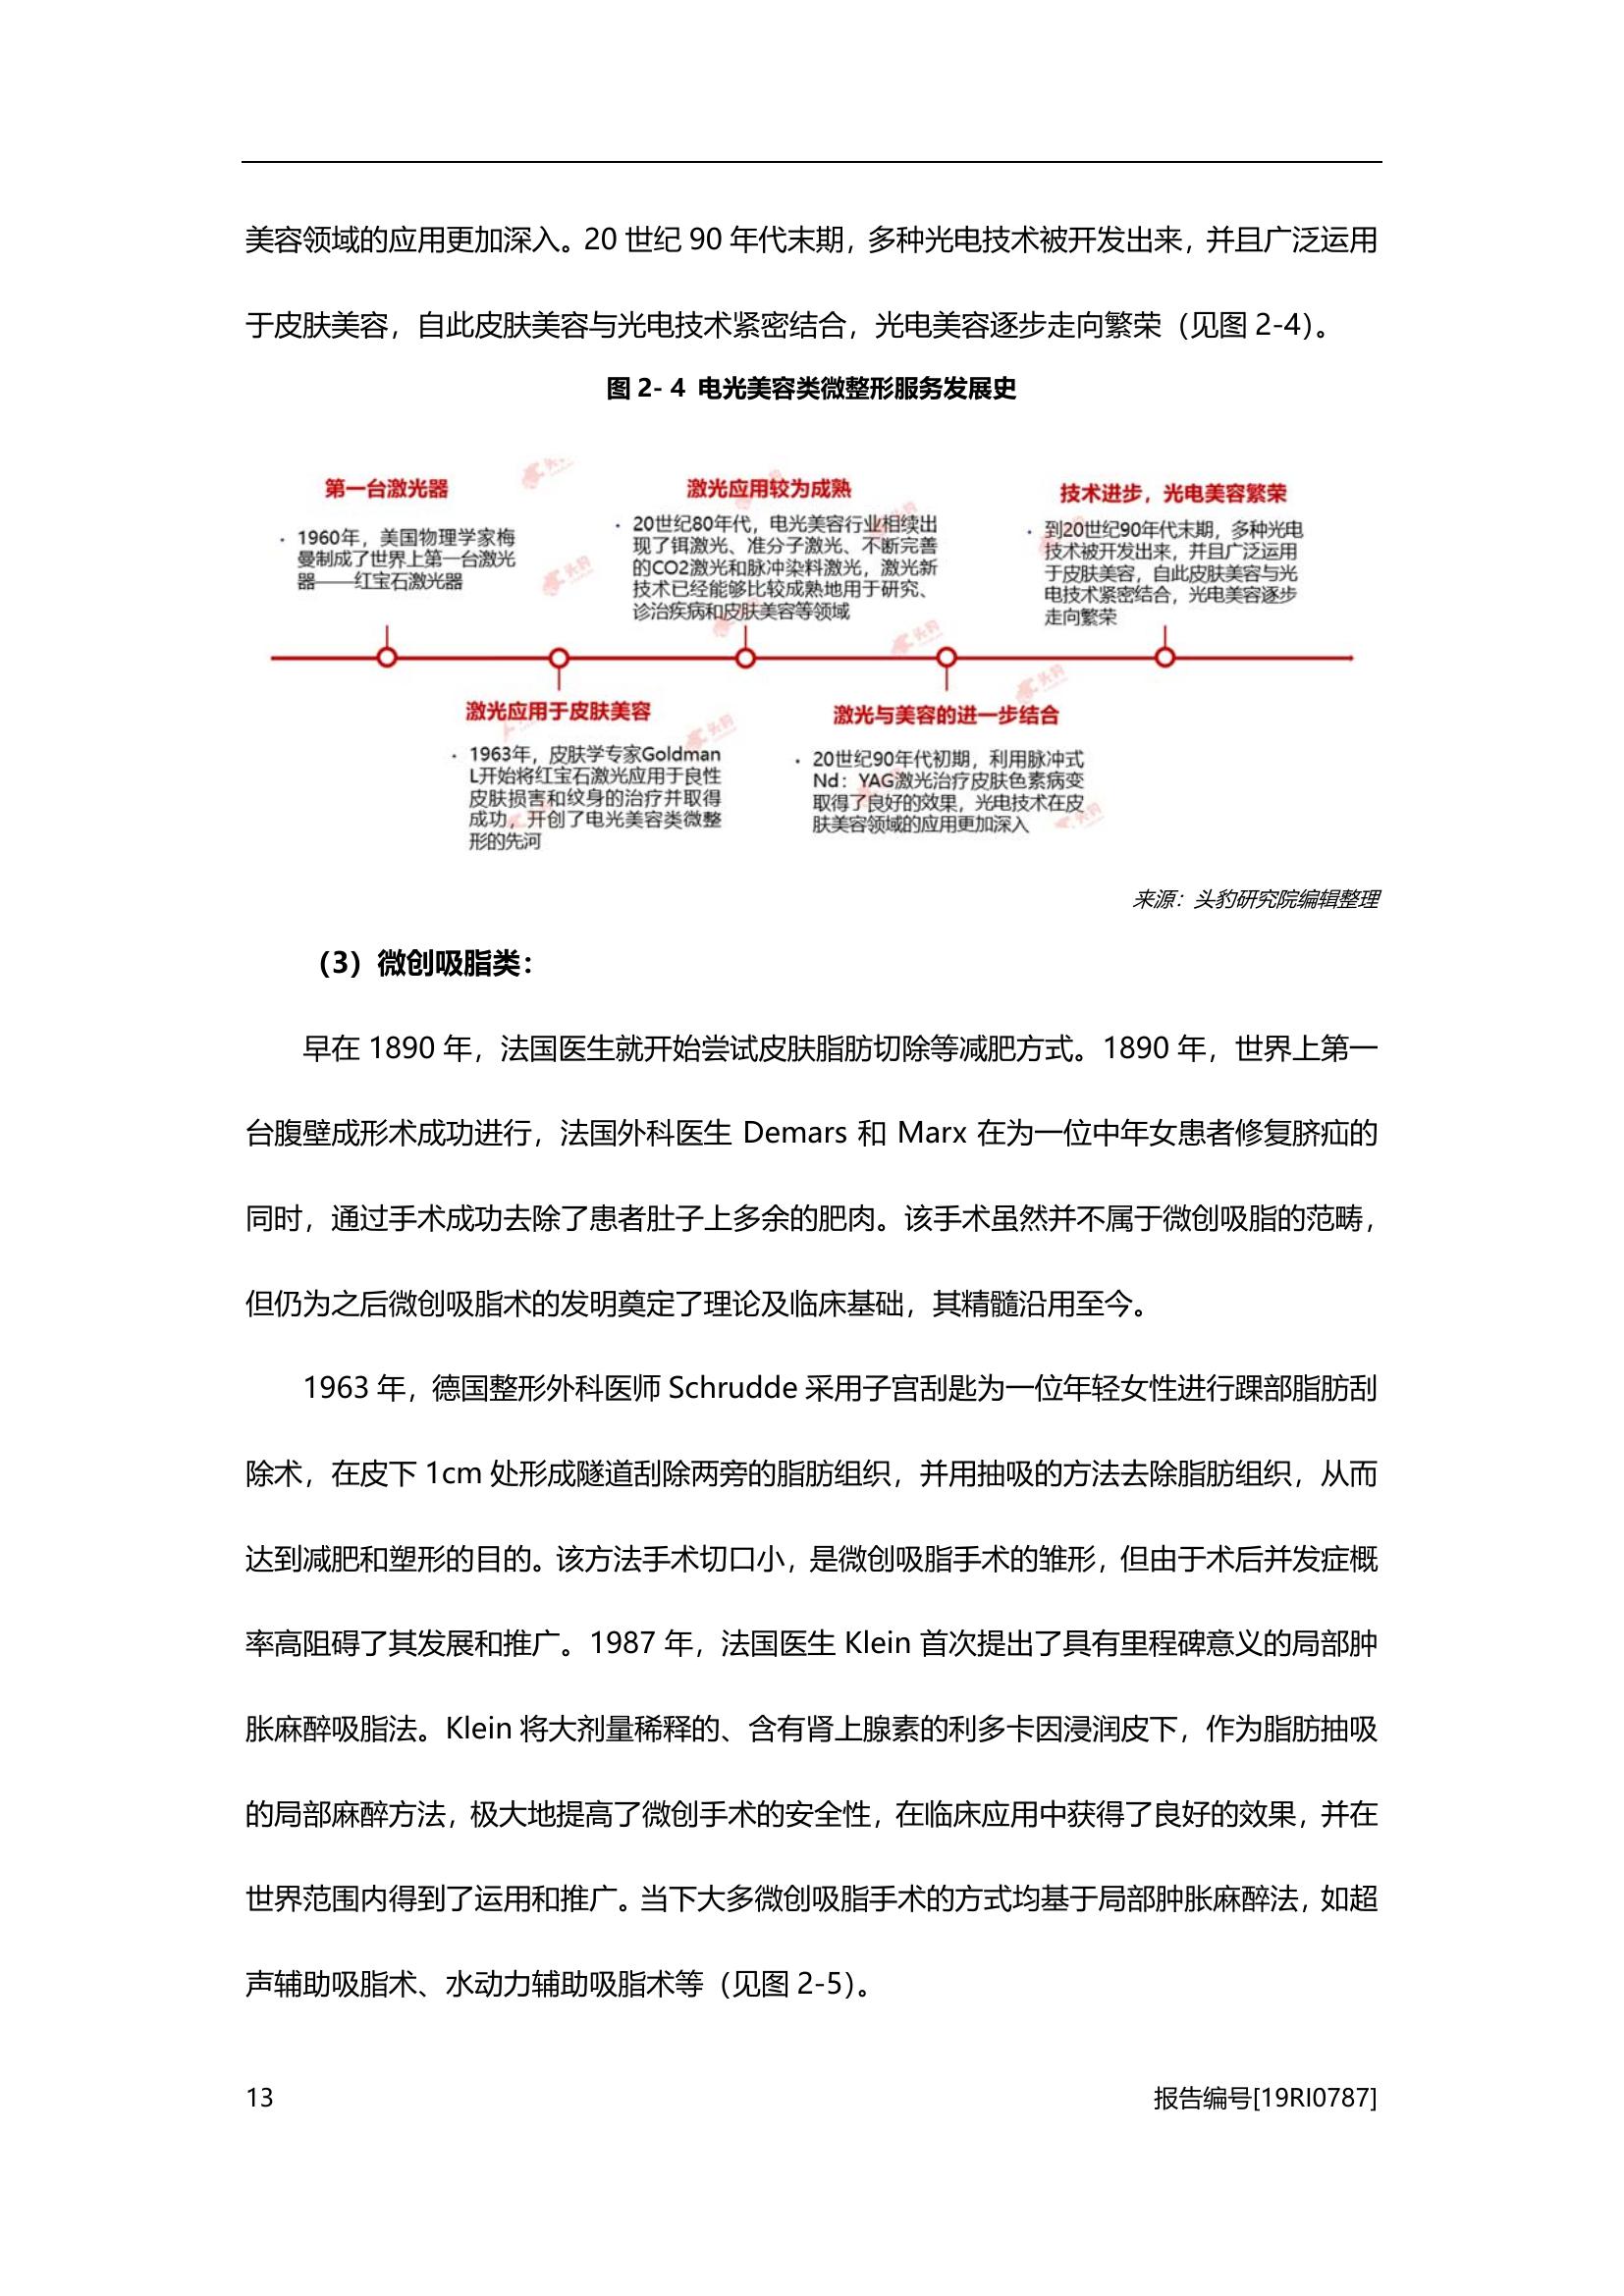 美容领域的应用更加深入。20 世纪 90 年代末期，多种光电技术被开发出来，并且广泛运用
于皮肤美容，自此皮肤美容与光电技术紧密结合，光电美容逐步走向繁荣（见图 2-4）。
图 2- 4 电光美容类微整形服务发展史
第一台激光器
· 1960年，美国物理学家梅
曼制成了世界上第一台激光
器——红宝石激光器
激光应用较为成熟
· 20世纪80年代，电光美容行业相续出
现了铒激光、准分子激光、不断完善
的CO2激光和脉冲染料激光，激光新
技术已经能够比较成熟地用于研究、
诊治疾病和皮肤美容等领域
技术进步，光电美容繁荣
· 到20世纪90年代末期，多种光电
技术被开发出来，并且广泛运用
于皮肤美容，自此皮肤美容与光
电技术紧密结合，光电美容逐步
走向繁荣
激光应用于皮肤美容
· 1963年，皮肤学专家Goldman
L开始将红宝石激光应用于良性
皮肤损害和纹身的治疗并取得
成功，开创了电光美容类微整
形的先河
激光与美容的进一步结合
· 20世纪90年代初期，利用脉冲式
Nd：YAG激光治疗皮肤色素病变
取得了良好的效果，光电技术在皮
肤美容领域的应用更加深入
来源：头豹研究院编辑整理
（3）微创吸脂类：
早在 1890 年，法国医生就开始尝试皮肤脂肪切除等减肥方式。1890 年，世界上第一
台腹壁成形术成功进行，法国外科医生 Demars 和 Marx 在为一位中年女患者修复脐疝的
同时，通过手术成功去除了患者肚子上多余的肥肉。该手术虽然并不属于微创吸脂的范畴，
但仍为之后微创吸脂术的发明奠定了理论及临床基础，其精髓沿用至今。
1963 年，德国整形外科医师 Schrudde 采用子宫刮匙为一位年轻女性进行踝部脂肪刮
除术，在皮下 1cm 处形成隧道刮除两旁的脂肪组织，并用抽吸的方法去除脂肪组织，从而
达到减肥和塑形的目的。该方法手术切口小，是微创吸脂手术的雏形，但由于术后并发症概
率高阻碍了其发展和推广。1987 年，法国医生 Klein 首次提出了具有里程碑意义的局部肿
胀麻醉吸脂法。Klein 将大剂量稀释的、含有肾上腺素的利多卡因浸润皮下，作为脂肪抽吸
的局部麻醉方法，极大地提高了微创手术的安全性，在临床应用中获得了良好的效果，并在
世界范围内得到了运用和推广。当下大多微创吸脂手术的方式均基于局部肿胀麻醉法，如超
声辅助吸脂术、水动力辅助吸脂术等（见图 2-5）。
13
报告编号[19RI0787]